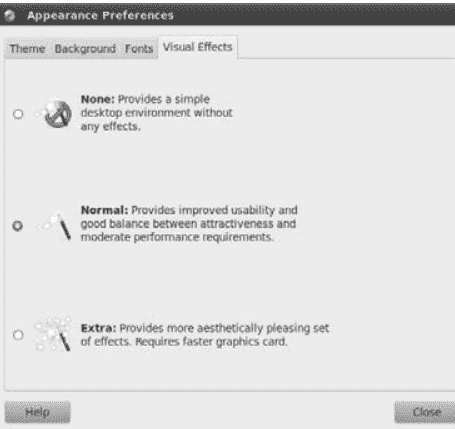 Appearance Preferences
Theme Background Fonts Visual Effects
None: Provides a simple
desktop environment without
any effects.
Normal: Provides improved usability and
good balance between attractiveness and
moderate performance requirements.
Extra: Provides more aesthetically pleasing set
of effects. Requires faster graphics card.
Help Close